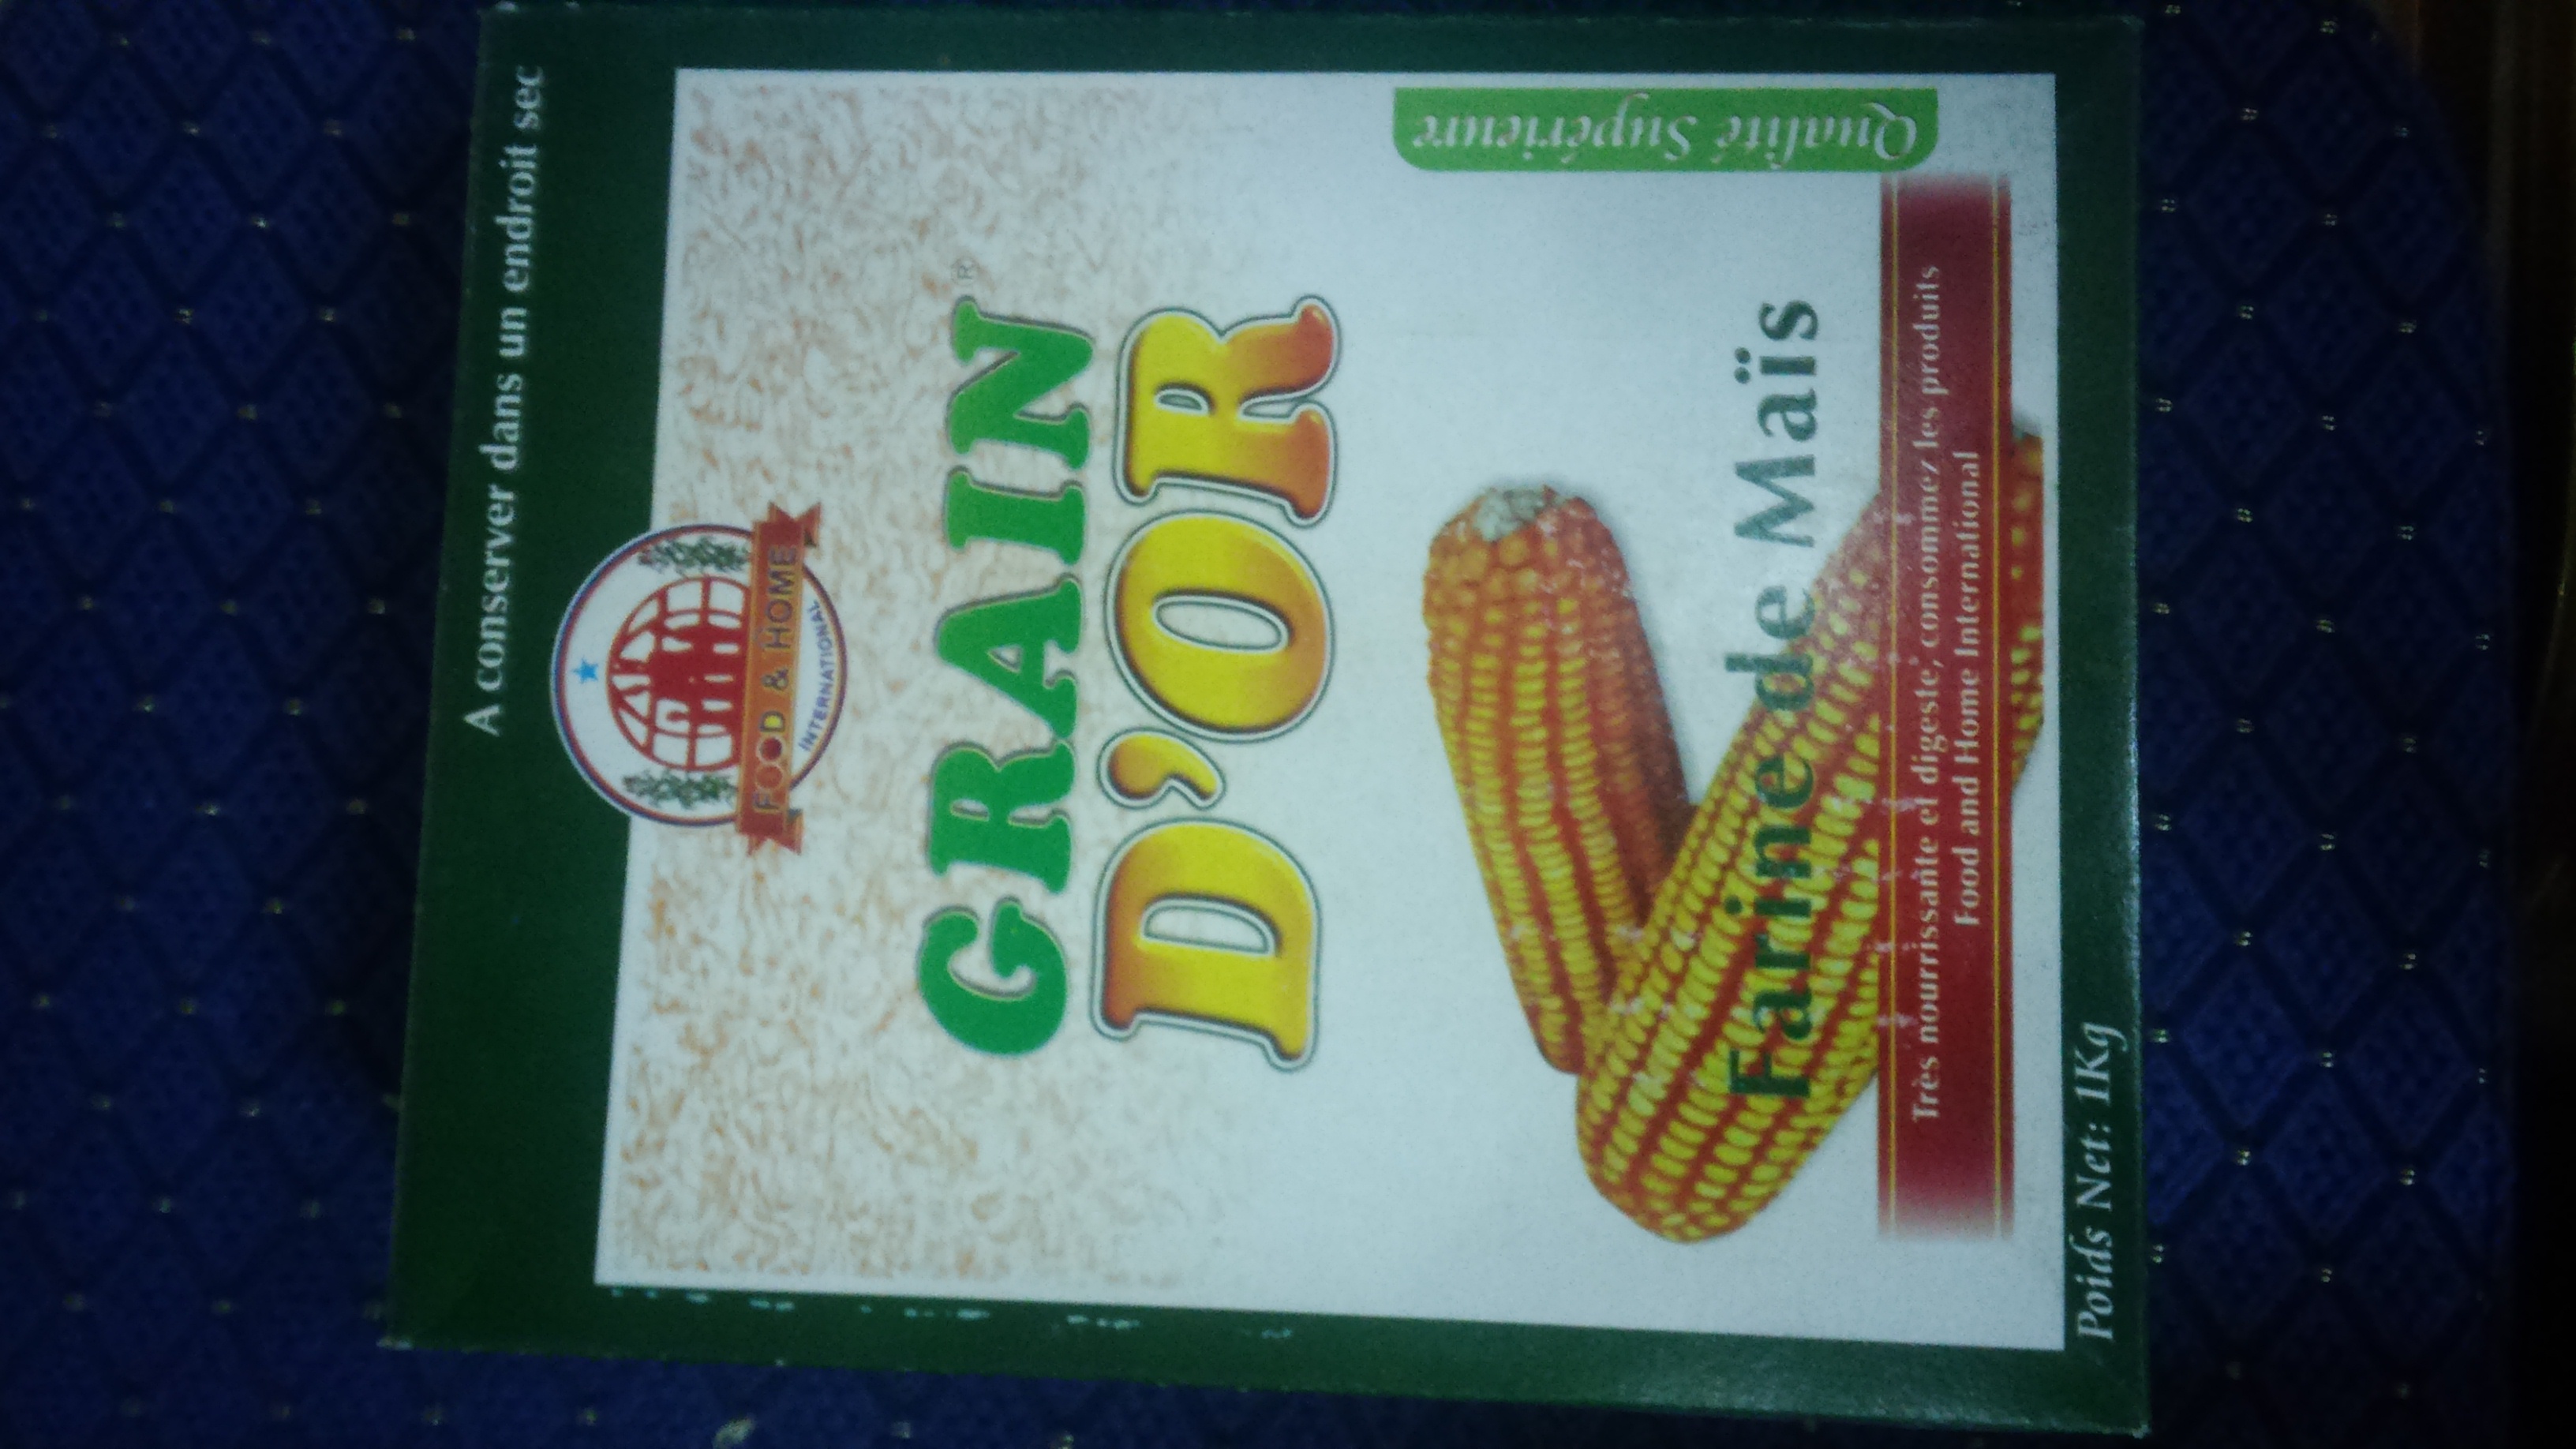 A conserver dans un endroit sec
FOOD & HOME
INTERNATIONAL
GRAIN®
D'OR
Qualité Supérieure
Farine de Maïs
Très nourrissante et digeste, consommez les produits
Food and Home International
Poids Net: 1Kg